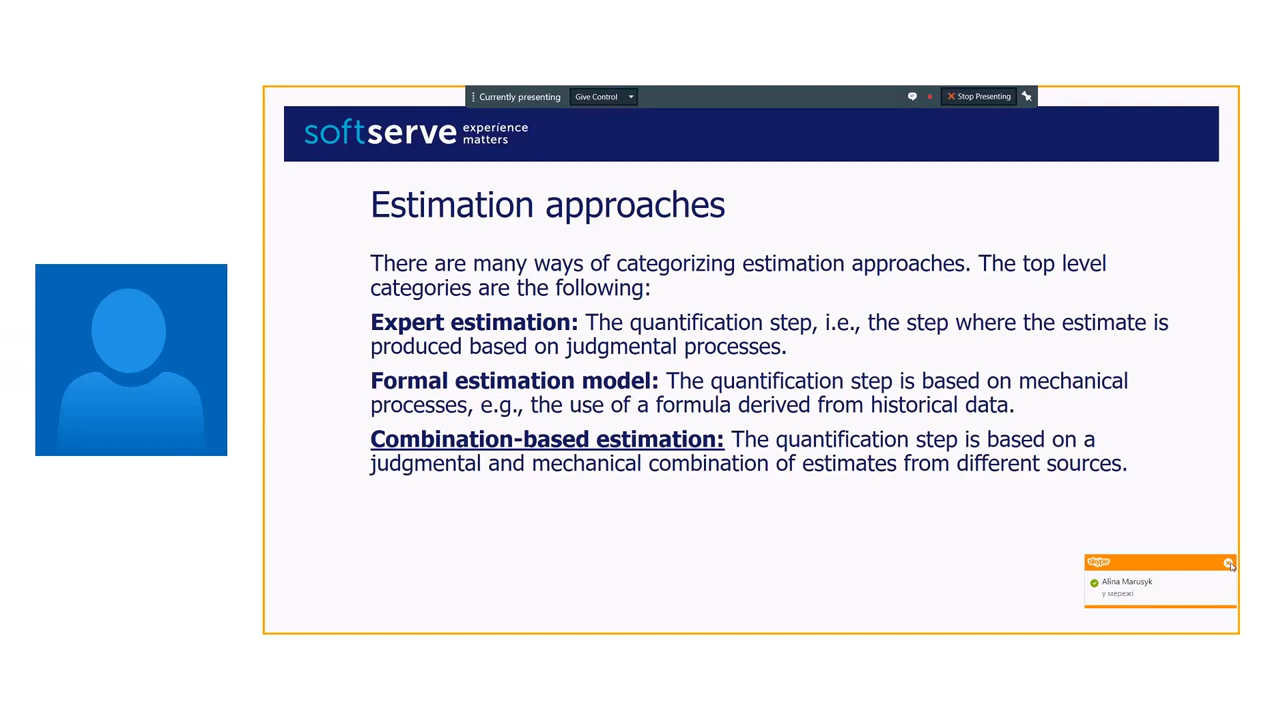 Currently presenting Give Control Stop Presenting
softserve experience matters
Estimation approaches
There are many ways of categorizing estimation approaches. The top level
categories are the following:
Expert estimation: The quantification step, i.e., the step where the estimate is
produced based on judgmental processes.
Formal estimation model: The quantification step is based on mechanical
processes, e.g., the use of a formula derived from historical data.
Combination-based estimation: The quantification step is based on a
judgmental and mechanical combination of estimates from different sources.
skype
Alina Marusyk
у мережі